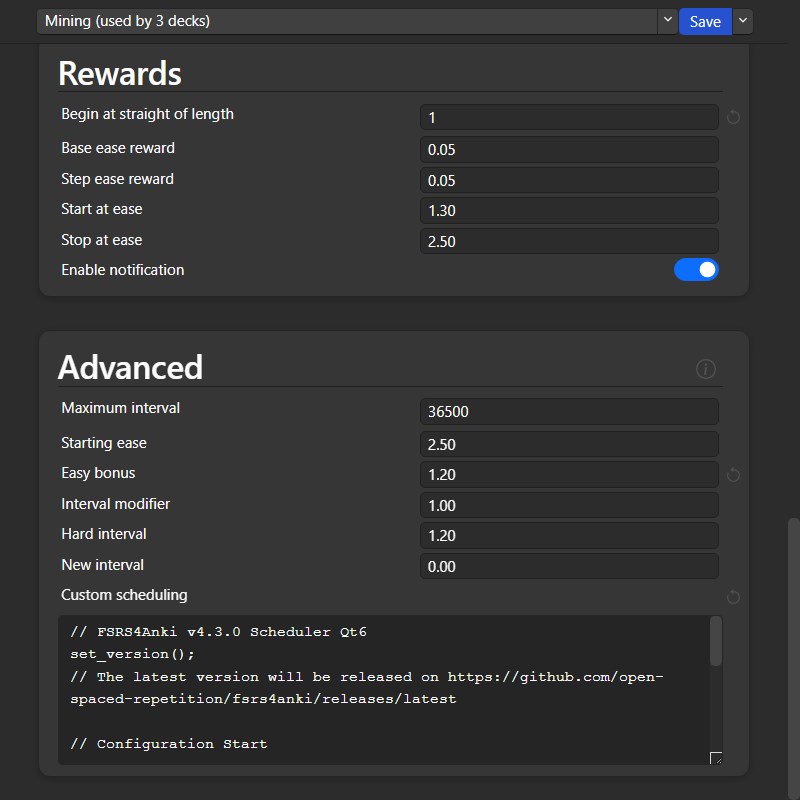 Mining (used by 3 decks)
Save
Rewards
Begin at straight of length
1
Base ease reward
0.05
Step ease reward
0.05
Start at ease
1.30
Stop at ease
2.50
Enable notification
Advanced
Maximum interval
36500
Starting ease
2.50
Easy bonus
1.20
Interval modifier
1.00
Hard interval
1.20
New interval
0.00
Custom scheduling
// FSRS4Anki v4.3.0 Scheduler Qt6
set_version();
// The latest version will be released on https://github.com/open-
spaced-repetition/fsrs4anki/releases/latest
// Configuration Start